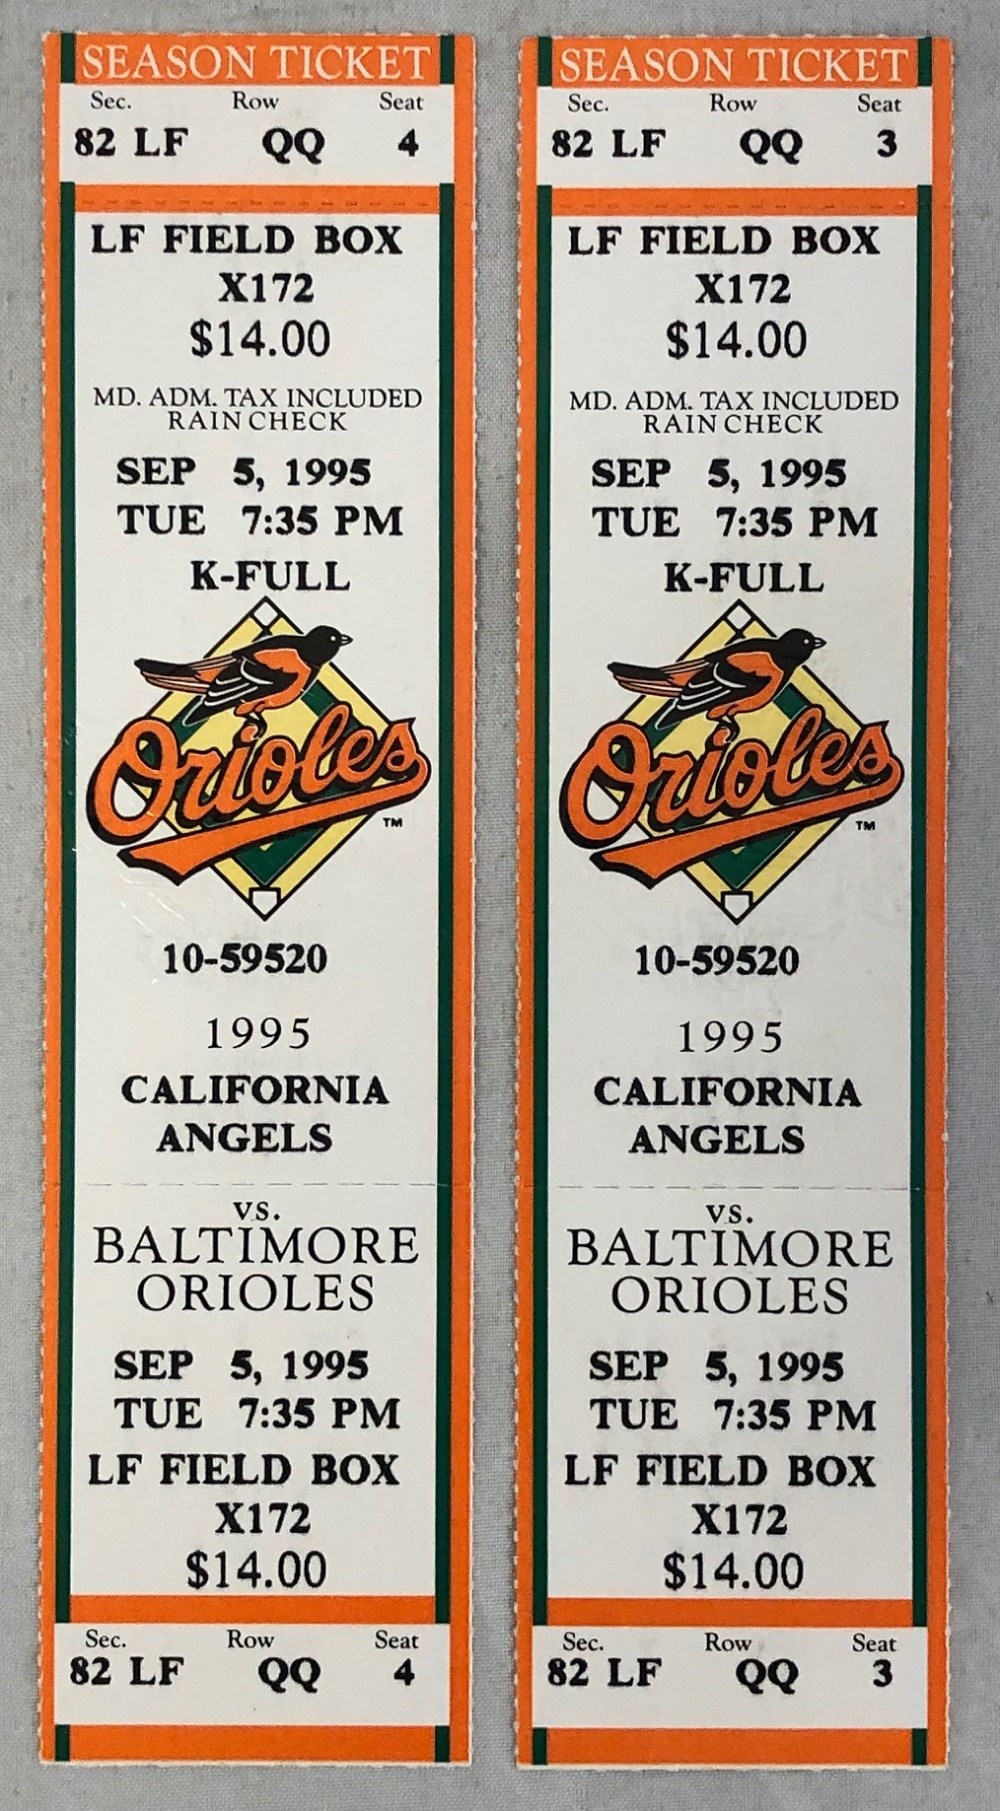 SEASON TICKET
Sec. Row Seat
82 LF QQ 4
LF FIELD BOX
X172
$14.00
MD. ADM. TAX INCLUDED
RAIN CHECK
SEP 5, 1995
TUE 7:35 PM
K-FULL
Orioles
TM
10-59520
1995
CALIFORNIA
ANGELS
vs.
BALTIMORE
ORIOLES
SEP 5, 1995
TUE 7:35 PM
LF FIELD BOX
X172
$14.00
Sec. Row Seat
82 LF QQ 4
SEASON TICKET
Sec. Row Seat
82 LF QQ 3
LF FIELD BOX
X172
$14.00
MD. ADM. TAX INCLUDED
RAIN CHECK
SEP 5, 1995
TUE 7:35 PM
K-FULL
Orioles
TM
10-59520
1995
CALIFORNIA
ANGELS
vs.
BALTIMORE
ORIOLES
SEP 5, 1995
TUE 7:35 PM
LF FIELD BOX
X172
$14.00
Sec. Row Seat
82 LF QQ 3